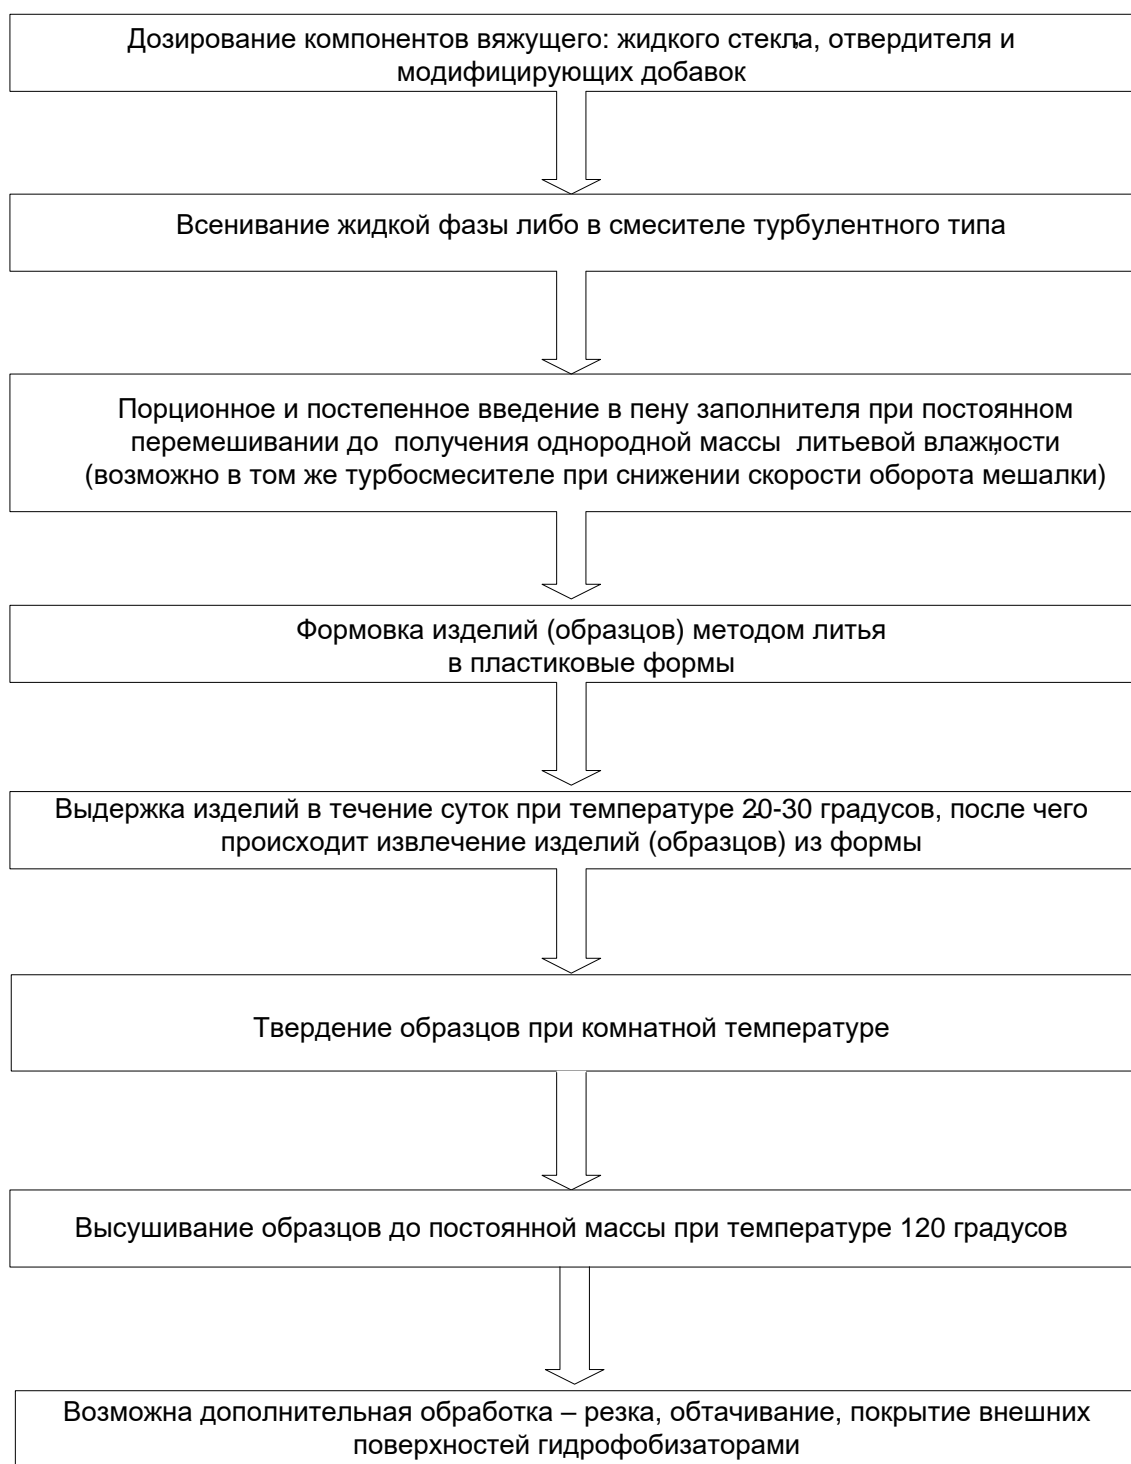 Дозирование компонентов вяжущего: жидкого стекла, отвердителя и
модифицирующих добавок
Всенивание жидкой фазы либо в смесителе турбулентного типа
Порционное и постепенное введение в пену заполнителя при постоянном
перемешивании до получения однородной массы литьевой влажности
(возможно в том же турбосмесителе при снижении скорости оборота мешалки)
Формовка изделий (образцов) методом литья
в пластиковые формы
Выдержка изделий в течение суток при температуре 20-30 градусов, после чего
происходит извлечение изделий (образцов) из формы
Твердение образцов при комнатной температуре
Высушивание образцов до постоянной массы при температуре 120 градусов
Возможна дополнительная обработка – резка, обтачивание, покрытие внешних
поверхностей гидрофобизаторами